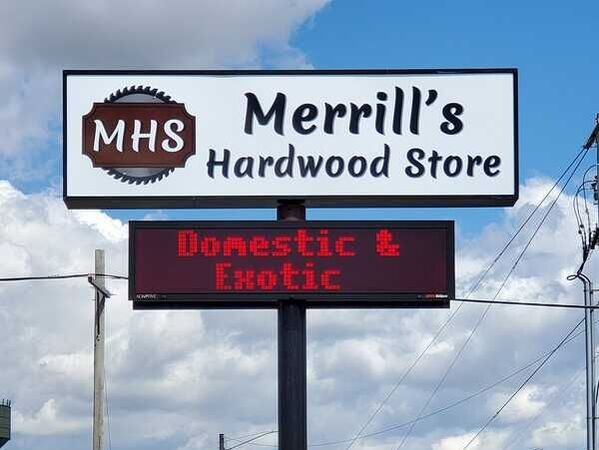 MHS
Merrill's
Hardwood Store
Domestic &
Exotic